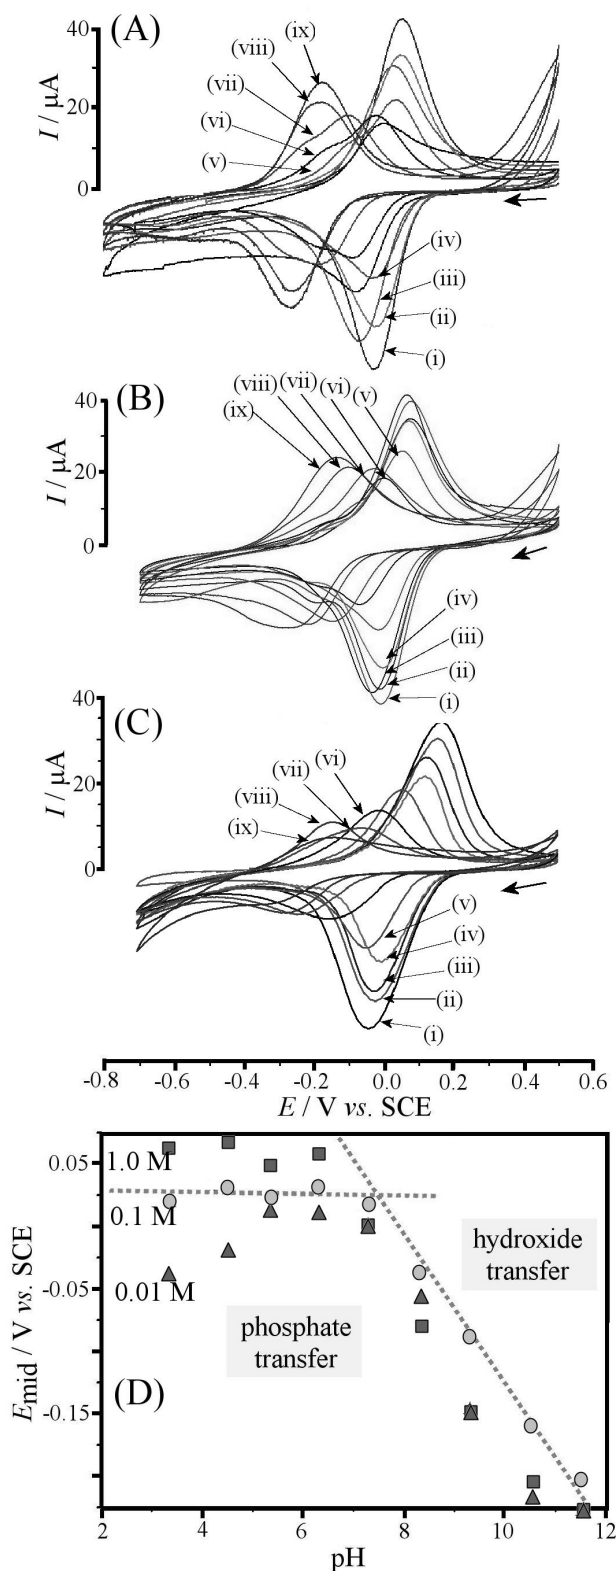 (A)
(ix)
(viii)
(vii)
(vi)
(v)
40
20
0
I / μA
(iv)
(iii)
(ii)
(i)
(B)
(viii)
(vii)
(vi)
(v)
(ix)
40
20
0
I / μA
(iv)
(iii)
(ii)
(i)
(C)
40
20
0
I / μA
(vi)
(vii)
(viii)
(ix)
(v)
(iv)
(iii)
(ii)
(i)
-0.8 -0.6 -0.4 -0.2 0.0 0.2 0.4 0.6
E / V vs. SCE
0.05
-0.05
-0.15
Emid / V vs. SCE
1.0 M
0.1 M
0.01 M
hydroxide
transfer
phosphate
transfer
(D)
2 4 6 8 10 12
pH